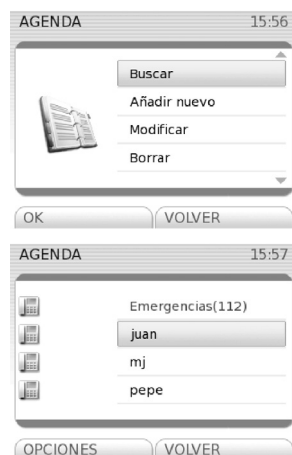 AGENDA 15:56
Buscar
Añadir nuevo
Modificar
Borrar
OK VOLVER
AGENDA 15:57
Emergencias(112)
juan
mj
pepe
OPCIONES VOLVER